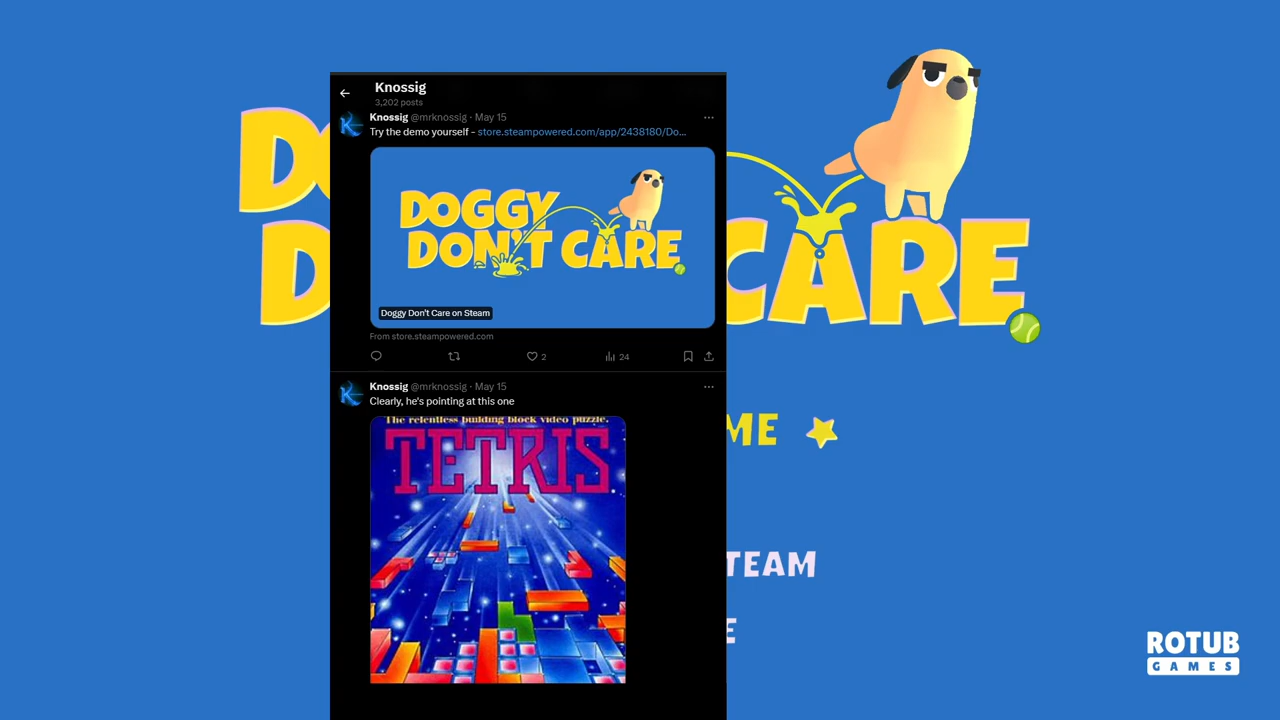 Knossig
3,202 posts
Knossig @mrknossig · May 15
Try the demo yourself - store.steampowered.com/app/2438180/Do...
DOGGY
DON'T CARE
Doggy Don't Care on Steam
From store.steampowered.com
2
24
Knossig @mrknossig · May 15
Clearly, he's pointing at this one
The relentless building block video puzzle.
TETRIS
CARE
ROTUB
GAMES